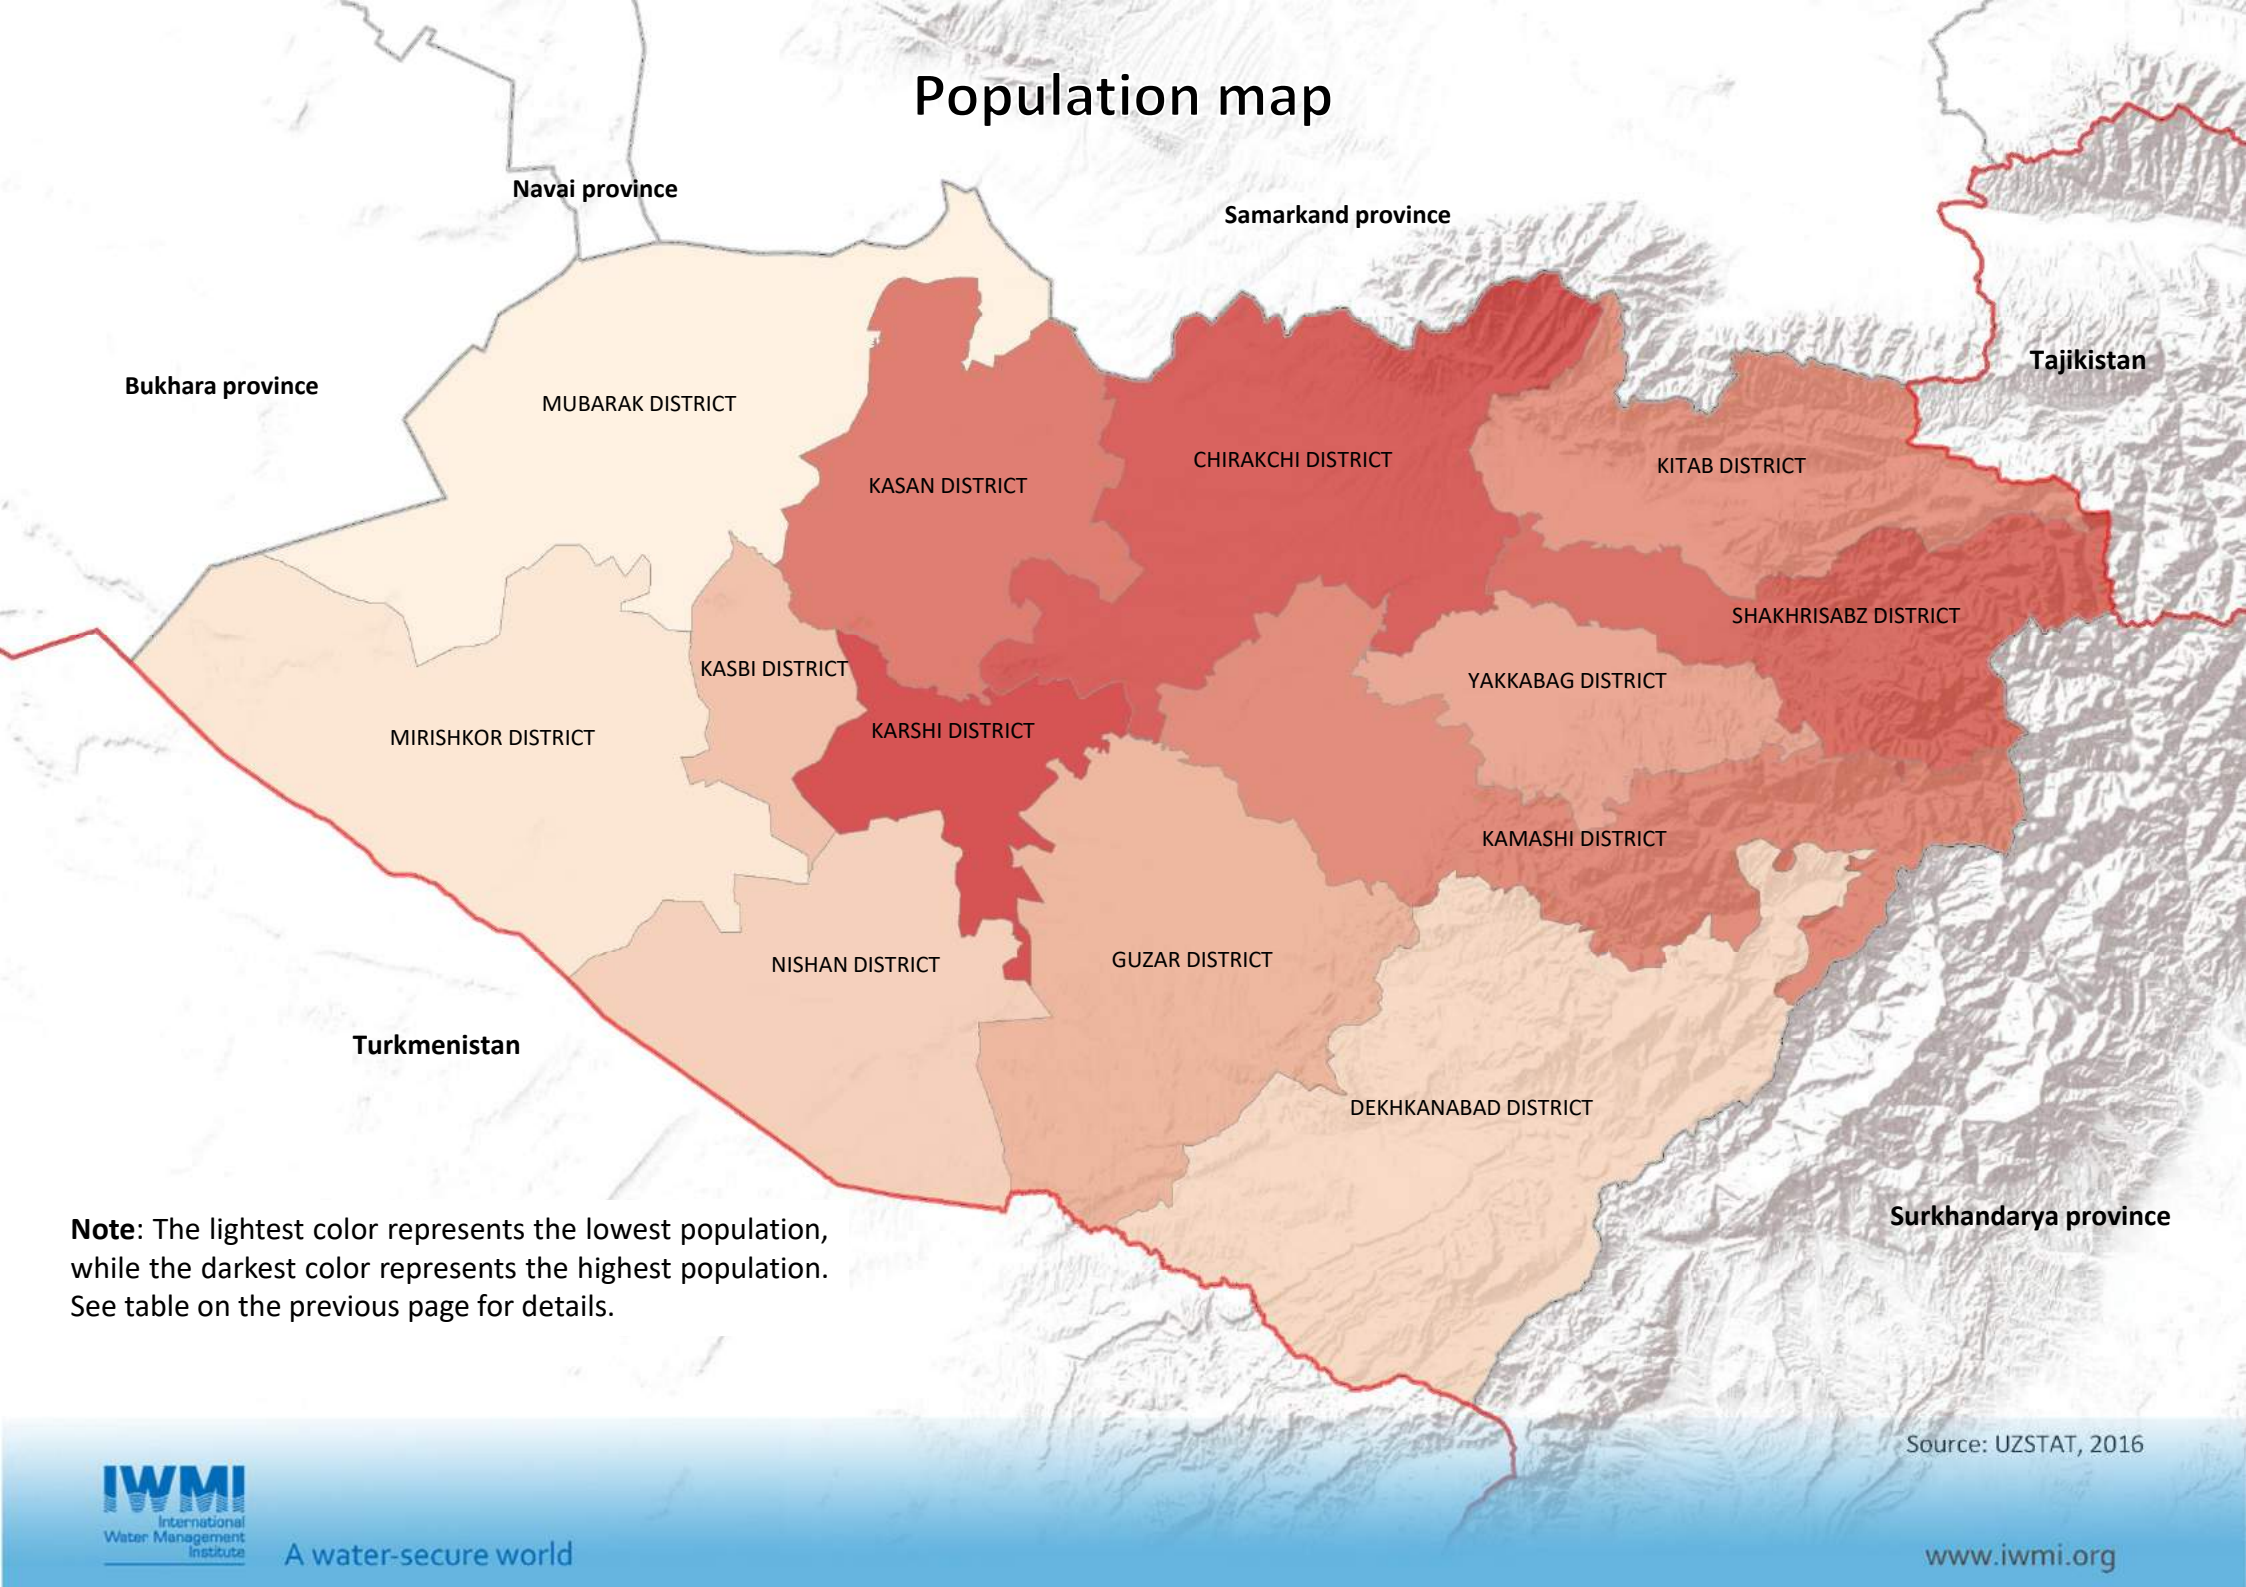 Population map
Navai province
Samarkand province
Tajikistan
Bukhara province
MUBARAK DISTRICT
CHIRAKCHI DISTRICT
KITAB DISTRICT
KASAN DISTRICT
SHAKHRISABZ DISTRICT
KASBI DISTRICT
YAKKABAG DISTRICT
KARSHI DISTRICT
MIRISHKOR DISTRICT
KAMASHI DISTRICT
NISHAN DISTRICT
GUZAR DISTRICT
Turkmenistan
DEKHKANABAD DISTRICT
Surkhandarya province
Note: The lightest color represents the lowest population,
while the darkest color represents the highest population.
See table on the previous page for details.
Source: UZSTAT, 2016
IWMI
International
Water Management
Institute
A water-secure world
www.iwmi.org